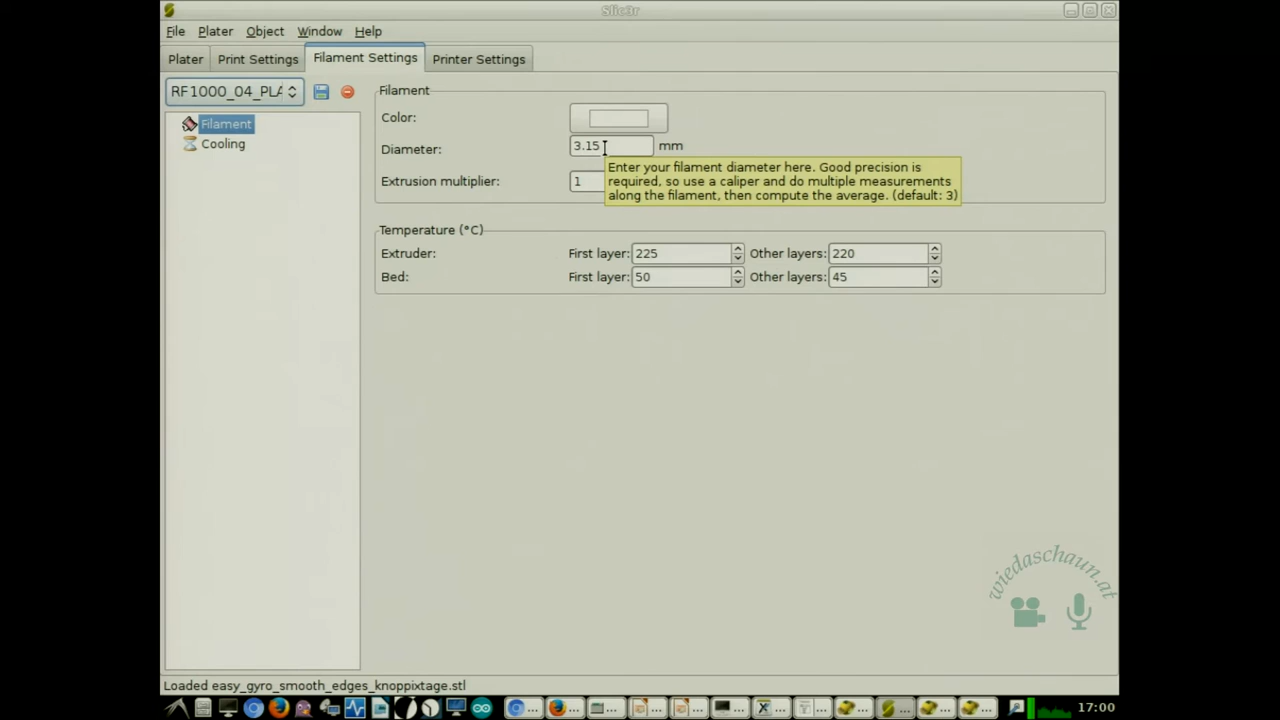 Slic3r
File Plater Object Window Help
Plater Print Settings Filament Settings Printer Settings
RF1000_04_PLA
Filament
Cooling
Filament
Color:
Diameter: 3.15 mm
Extrusion multiplier: 1
Enter your filament diameter here. Good precision is
required, so use a caliper and do multiple measurements
along the filament, then compute the average. (default: 3)
Temperature (°C)
Extruder: First layer: 225 Other layers: 220
Bed: First layer: 50 Other layers: 45
wiedaschaun.at
Loaded easy_gyro_smooth_edges_knoppixtage.stl
17:00